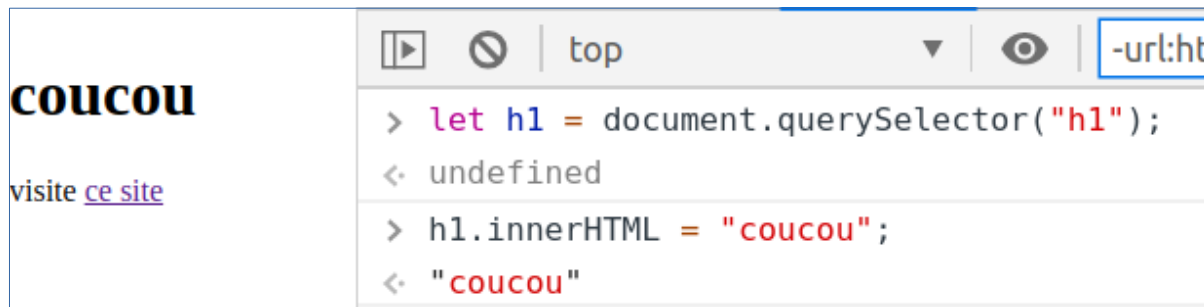 coucou
visite ce site
top
-url:ht
> let h1 = document.querySelector("h1");
undefined
> h1.innerHTML = "coucou";
"coucou"